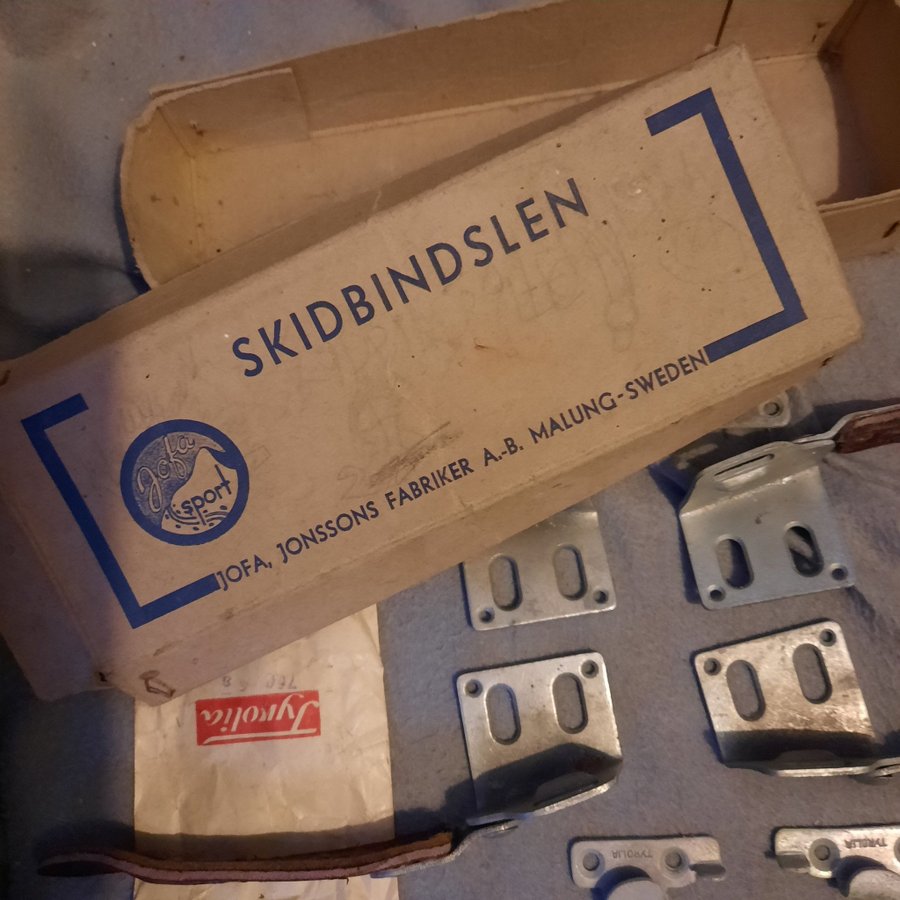 SKIDBINDSLEN
Jofa
sport
JOFA, JONSSONS FABRIKER A.-B. MALUNG-SWEDEN
Tyrolia
TYROLIA
TYROLIA